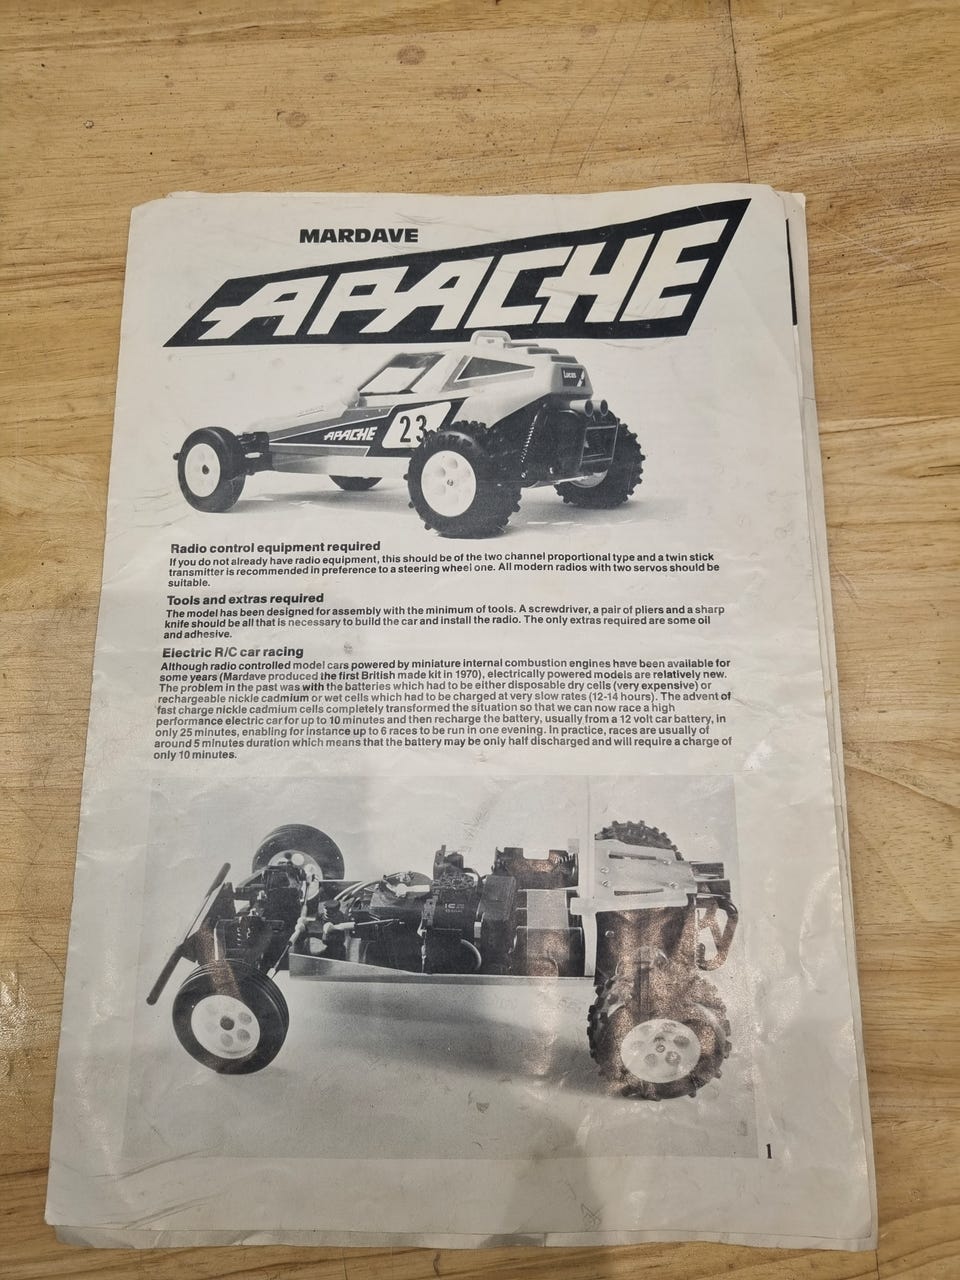 MARDAVE
APACHE
Lucas
APACHE
23
Radio control equipment required
If you do not already have radio equipment, this should be of the two channel proportional type and a twin stick
transmitter is recommended in preference to a steering wheel one. All modern radios with two servos should be
suitable.
Tools and extras required
The model has been designed for assembly with the minimum of tools. A screwdriver, a pair of pliers and a sharp
knife should be all that is necessary to build the car and install the radio. The only extras required are some oil
and adhesive.
Electric R/C car racing
Although radio controlled model cars powered by miniature internal combustion engines have been available for
some years (Mardave produced the first British made kit in 1970), electrically powered models are relatively new.
The problem in the past was with the batteries which had to be either disposable dry cells (very expensive) or
rechargeable nickle cadmium or wet cells which had to be charged at very slow rates (12-14 hours). The advent of
fast charge nickle cadmium cells completely transformed the situation so that we can now race a high
performance electric car for up to 10 minutes and then recharge the battery, usually from a 12 volt car battery, in
only 25 minutes, enabling for instance up to 6 races to be run in one evening. In practice, races are usually of
around 5 minutes duration which means that the battery may be only half discharged and will require a charge of
only 10 minutes.
1